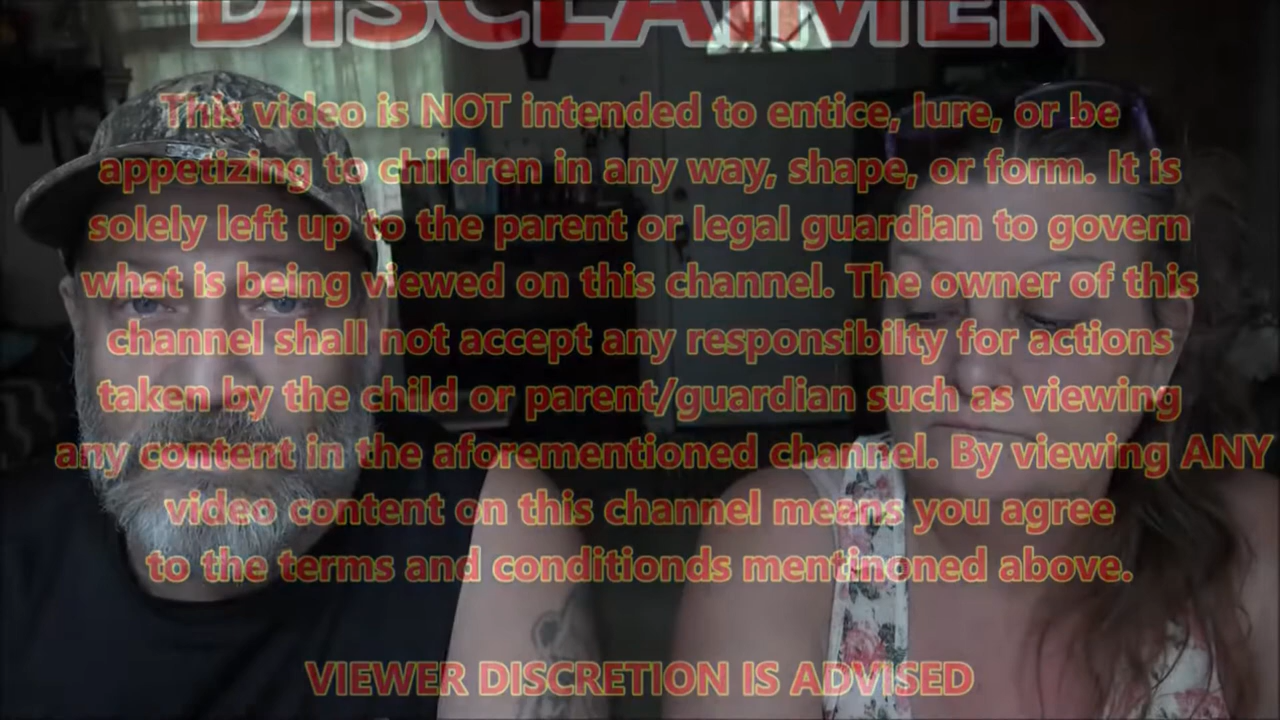 DISCLAIMER
This video is NOT intended to entice, lure, or be
appetizing to children in any way, shape, or form. It is
solely left up to the parent or legal guardian to govern
what is being viewed on this channel. The owner of this
channel shall not accept any responsibilty for actions
taken by the child or parent/guardian such as viewing
any content in the aforementioned channel. By viewing ANY
video content on this channel means you agree
to the terms and conditionds mentinoned above.
VIEWER DISCRETION IS ADVISED